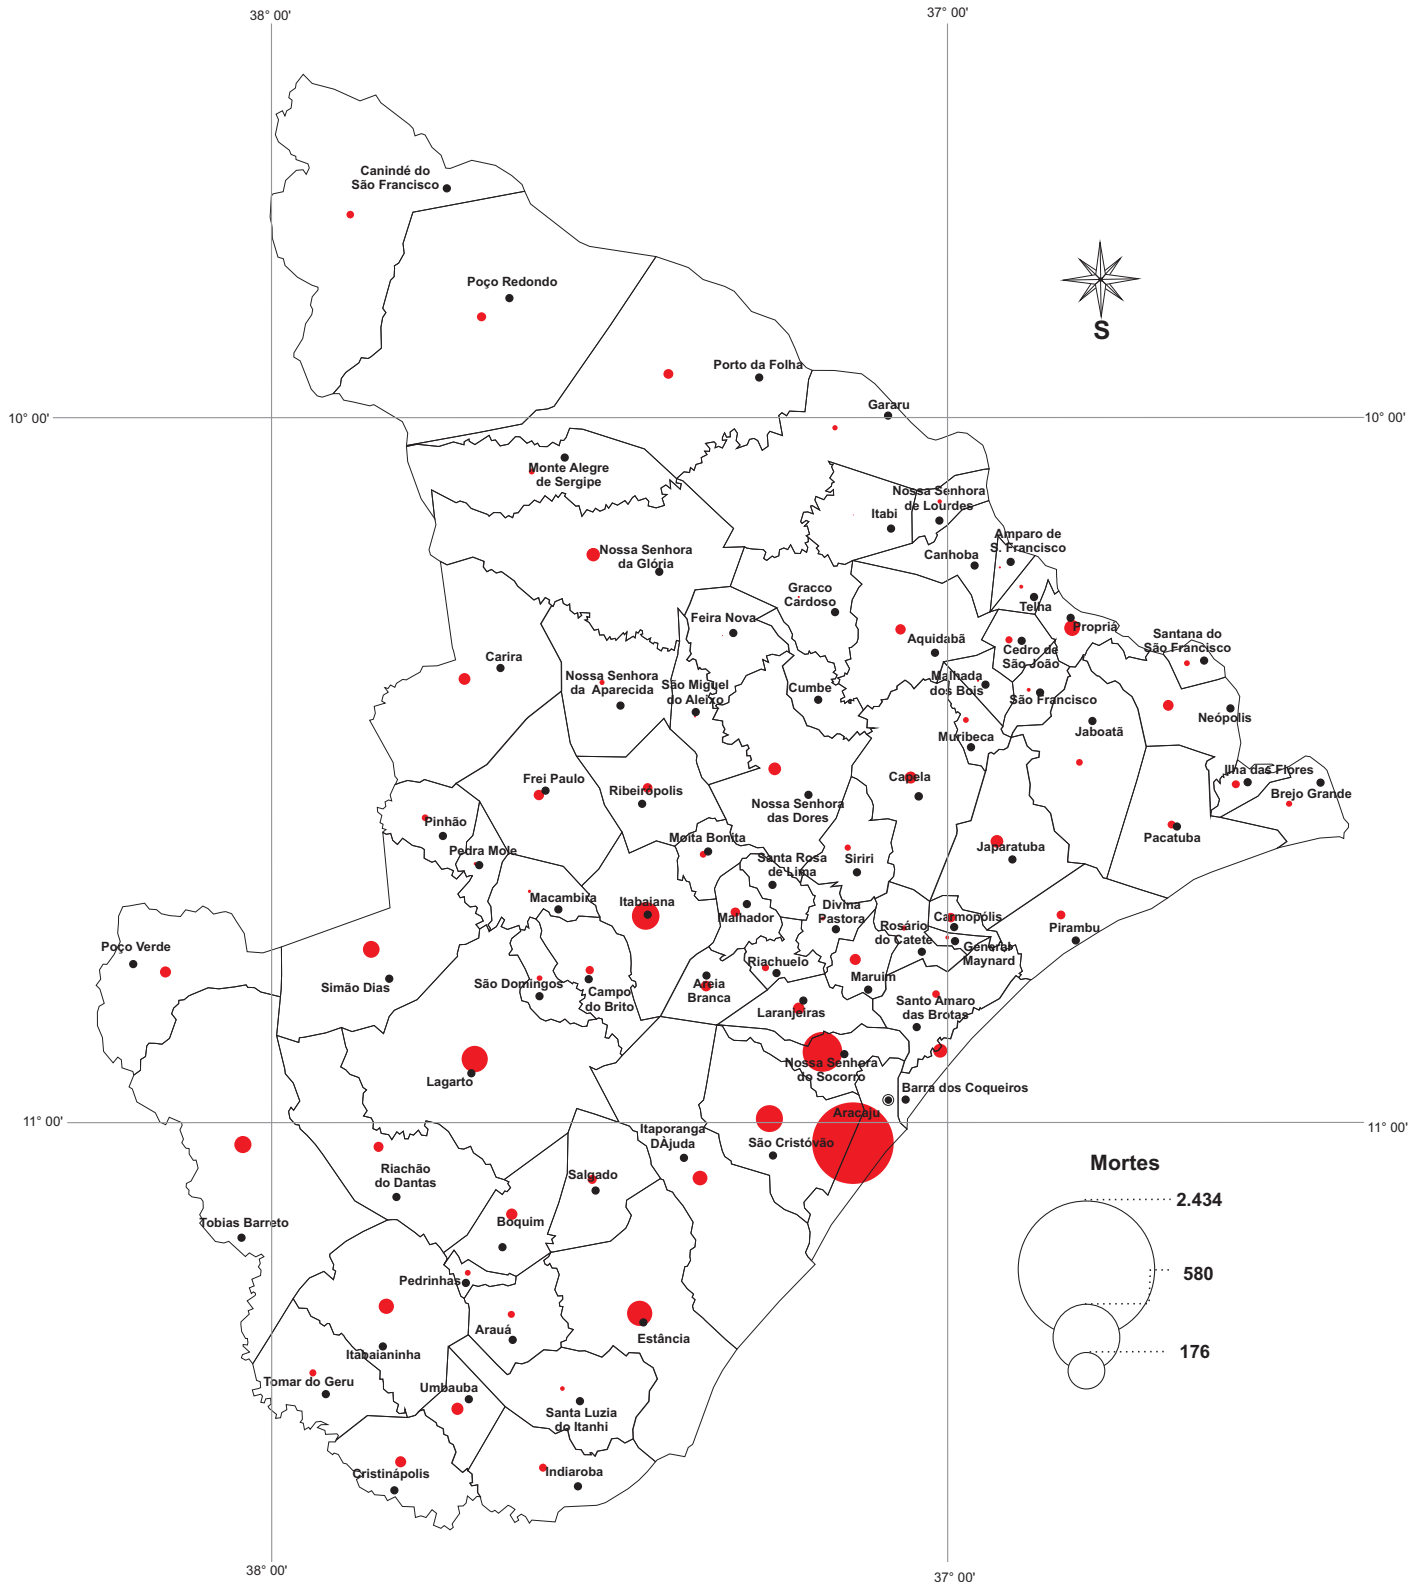 38° 00'
37° 00'
Canindé do
São Francisco
Poço Redondo
S
Porto da Folha
Gararu
10° 00'
10° 00'
Monte Alegre
de Sergipe
Nossa Senhora
de Lourdes
Itabi
Amparo de
S. Francisco
Canhoba
Nossa Senhora
da Glória
Gracco
Cardoso
Telha
Feira Nova
Propriá
Aquidabã
Cedro de
São João
Santana do
São Francisco
Carira
Nossa Senhora
da Aparecida
São Miguel
do Aleixo
Cumbe
Malhada
dos Bois
São Francisco
Neópolis
Jaboatã
Muribeca
Frei Paulo
Ribeirópolis
Capela
Ilha das Flores
Brejo Grande
Nossa Senhora
das Dores
Pinhão
Pedra Mole
Moita Bonita
Santa Rosa
de Lima
Siriri
Japaratuba
Pacatuba
Macambira
Itabaiana
Malhador
Divina
Pastora
Rosário
do Catete
Carmopólis
General
Maynard
Pirambu
Poço Verde
Simão Dias
São Domingos
Campo
do Brito
Areia
Branca
Riachuelo
Maruim
Laranjeiras
Santo Amaro
das Brotas
Lagarto
Nossa Senhora
do Socorro
Barra dos Coqueiros
Aracaju
11° 00'
11° 00'
Itaporanga
DÀjuda
São Cristóvão
Riachão
do Dantas
Salgado
Mortes
2.434
580
176
Tobias Barreto
Boquim
Pedrinhas
Arauá
Estância
Itabaianinha
Tomar do Geru
Umbauba
Santa Luzia
do Itanhi
Cristinápolis
Indiaroba
38° 00'
37° 00'